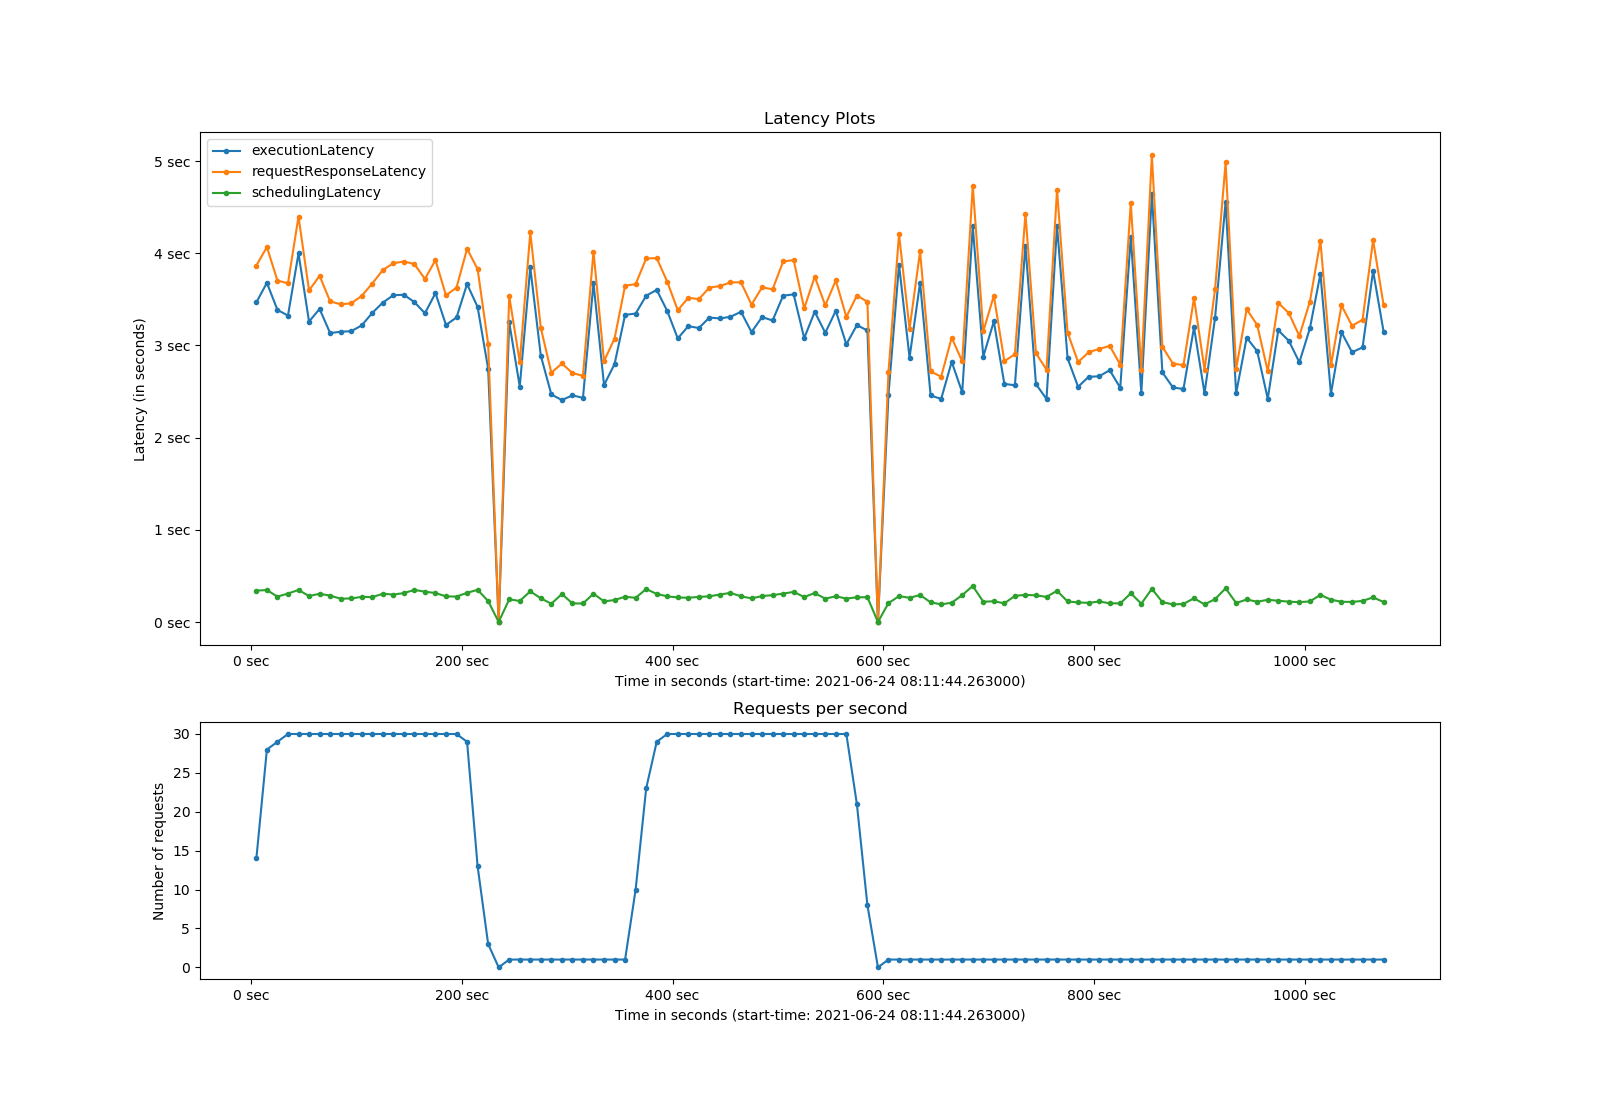 Latency Plots
executionLatency
requestResponseLatency
schedulingLatency
5 sec
4 sec
3 sec
2 sec
1 sec
0 sec
Latency (in seconds)
0 sec 200 sec 400 sec 600 sec 800 sec 1000 sec
Time in seconds (start-time: 2021-06-24 08:11:44.263000)
Requests per second
30
25
20
15
10
5
0
Number of requests
0 sec 200 sec 400 sec 600 sec 800 sec 1000 sec
Time in seconds (start-time: 2021-06-24 08:11:44.263000)